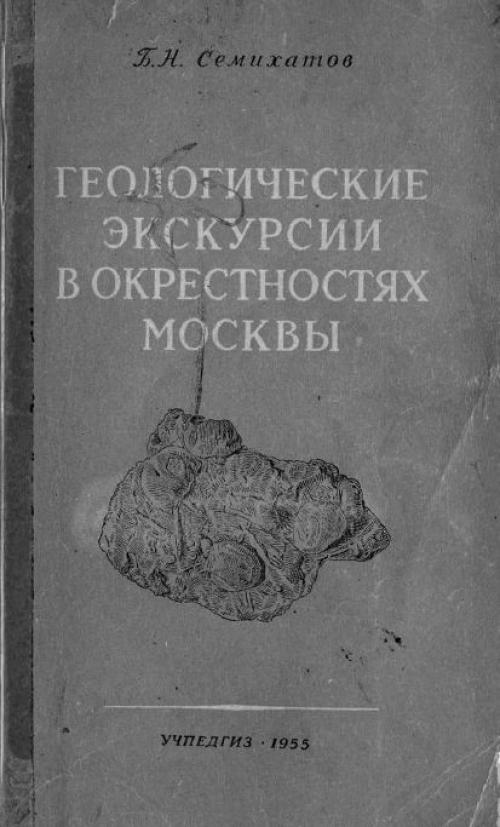 Б.Н. Семихатов
ГЕОЛОГИЧЕСКИЕ
ЭКСКУРСИИ
В ОКРЕСТНОСТЯХ
МОСКВЫ
УЧПЕДГИЗ · 1955